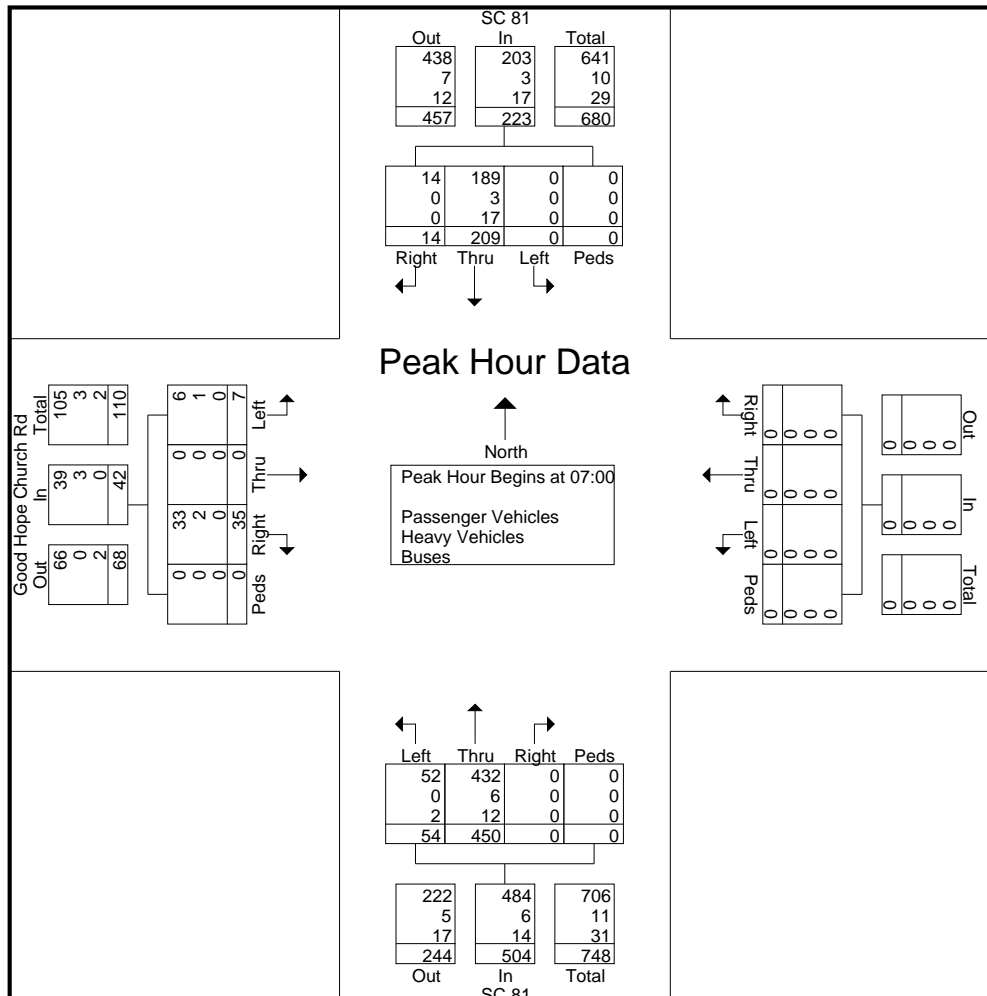 SC 81
Out In Total
438 203 641
7 3 10
12 17 29
457 223 680
14 189 0 0
0 3 0 0
0 17 0 0
14 209 0 0
Right Thru Left Peds
Peak Hour Data
Good Hope Church Rd
Total
105 3 2 110
In
39 3 0 42
Out
66 0 2 68
6 1 0 7
Left
0 0 0 0
Thru
33 2 0 35
Right
0 0 0 0
Peds
North
Peak Hour Begins at 07:00
Passenger Vehicles
Heavy Vehicles
Buses
Right
0 0 0 0
Thru
0 0 0 0
Left
0 0 0 0
Peds
0 0 0 0
Out
0 0 0 0
In
0 0 0 0
Total
0 0 0 0
Left Thru Right Peds
52 432 0 0
0 6 0 0
2 12 0 0
54 450 0 0
222 484 706
5 6 11
17 14 31
244 504 748
Out In Total
SC 81